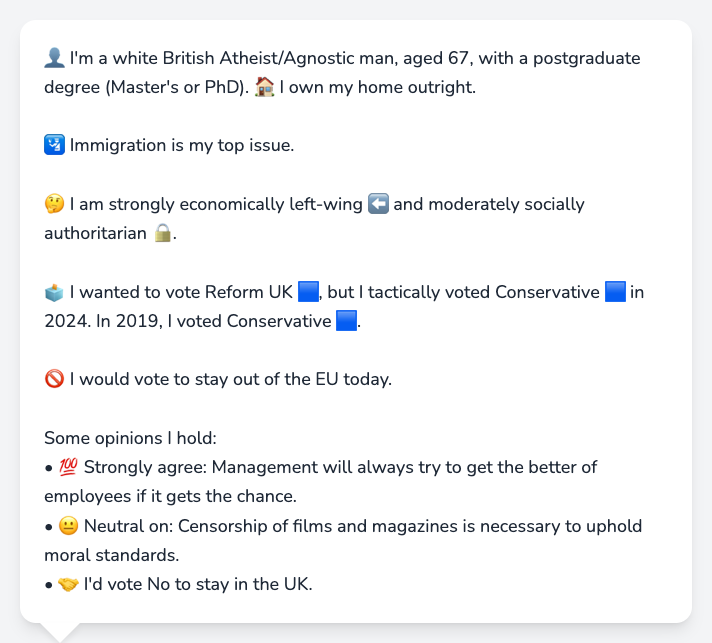 👤 I'm a white British Atheist/Agnostic man, aged 67, with a postgraduate
degree (Master's or PhD). 🏠 I own my home outright.
🛂 Immigration is my top issue.
🤔 I am strongly economically left-wing ⬅️ and moderately socially
authoritarian 🔒.
🗳️ I wanted to vote Reform UK 🟦, but I tactically voted Conservative 🟦 in
2024. In 2019, I voted Conservative 🟦.
🚫 I would vote to stay out of the EU today.
Some opinions I hold:
• 💯 Strongly agree: Management will always try to get the better of
employees if it gets the chance.
• 😐 Neutral on: Censorship of films and magazines is necessary to uphold
moral standards.
• 🤝 I'd vote No to stay in the UK.